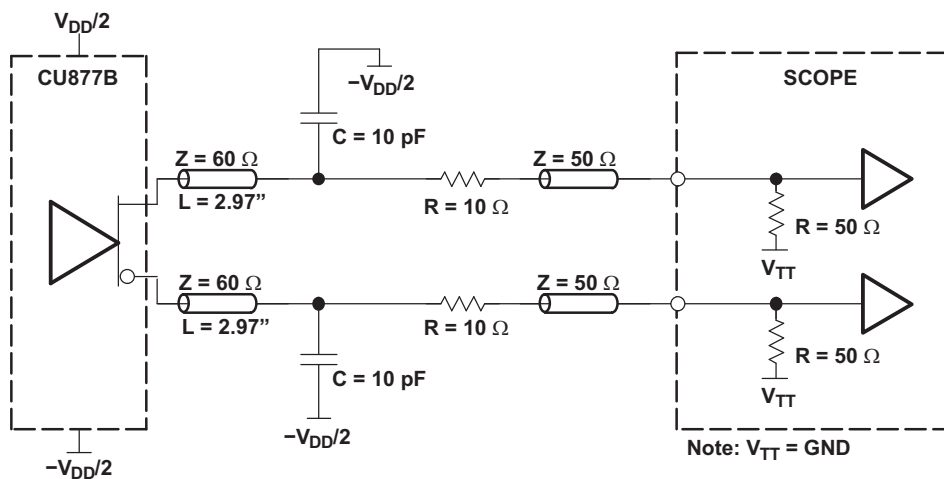 V_DD/2
CU877B
−V_DD/2
SCOPE
C = 10 pF
Z = 60 Ω
Z = 50 Ω
L = 2.97”
R = 10 Ω
R = 50 Ω
V_TT
Z = 60 Ω
Z = 50 Ω
L = 2.97”
R = 10 Ω
C = 10 pF
R = 50 Ω
V_TT
−V_DD/2
−V_DD/2
Note: V_TT = GND